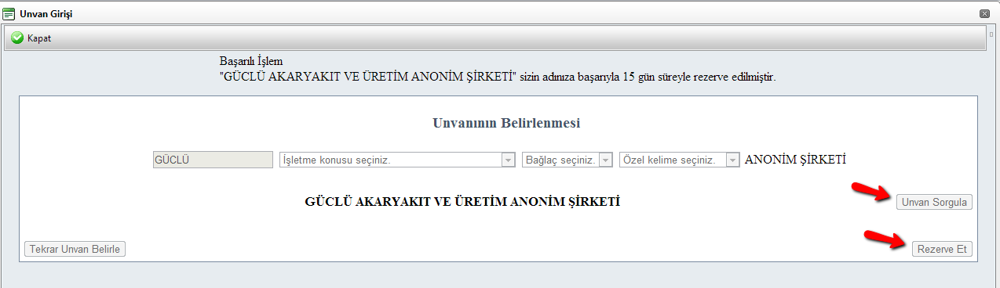 Unvan Girişi
Kapat
Başarılı İşlem
"GÜCLÜ AKARYAKIT VE ÜRETİM ANONİM ŞİRKETİ" sizin adınıza başarıyla 15 gün süreyle rezerve edilmiştir.
Unvanının Belirlenmesi
GÜCLÜ İşletme konusu seçiniz. Bağlaç seçiniz. Özel kelime seçiniz. ANONİM ŞİRKETİ
GÜCLÜ AKARYAKIT VE ÜRETİM ANONİM ŞİRKETİ Unvan Sorgula
Tekrar Unvan Belirle Rezerve Et